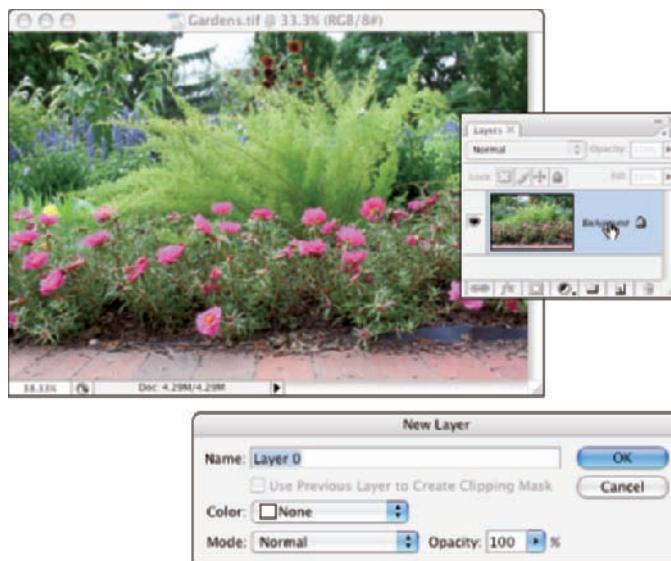 Gardens.tif @ 33.3% (RGB/8#)
Layers
Normal
Opacity:
Lock:
Fill:
Background
fx
33.33%
Doc: 4.29M/4.29M
New Layer
Name: Layer 0
OK
Use Previous Layer to Create Clipping Mask
Cancel
Color: None
Mode: Normal
Opacity: 100 %